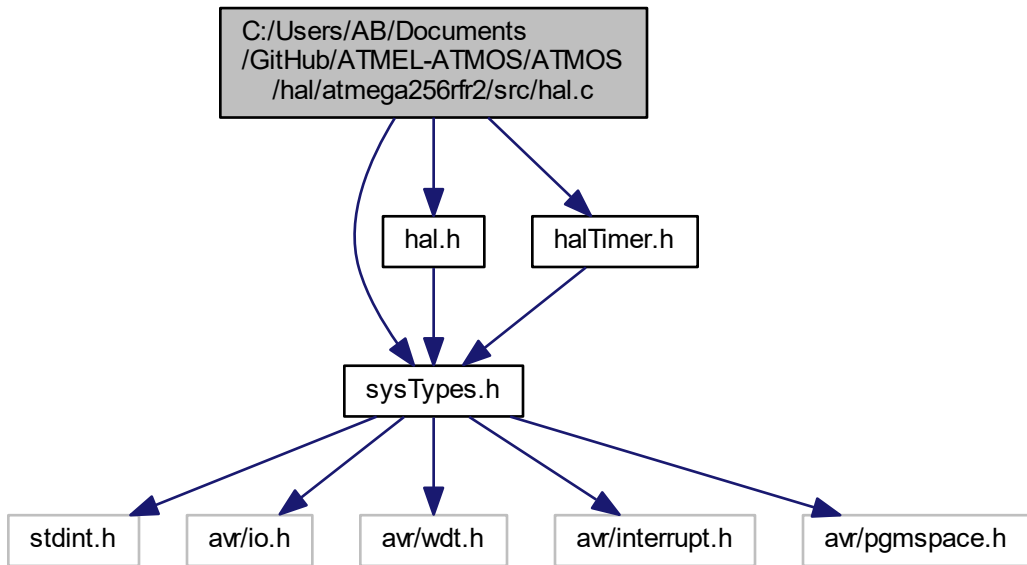 C:/Users/AB/Documents
/GitHub/ATMEL-ATMOS/ATMOS
/hal/atmega256rfr2/src/hal.c
hal.h
halTimer.h
sysTypes.h
stdint.h
avr/io.h
avr/wdt.h
avr/interrupt.h
avr/pgmspace.h